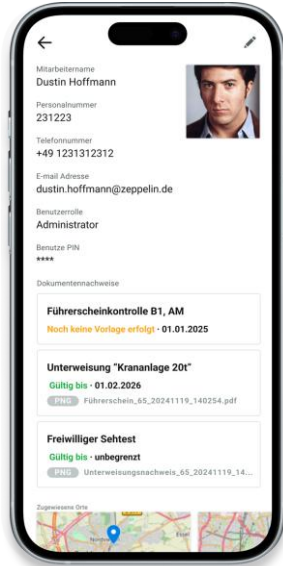 Mitarbeitername
Dustin Hoffmann
Personalnummer
231223
Telefonnummer
+49 1231312312
E-mail Adresse
dustin.hoffmann@zeppelin.de
Benutzerrolle
Administrator
Benutze PIN
****
Dokumentennachweise
Führerscheinkontrolle B1, AM
Noch keine Vorlage erfolgt · 01.01.2025
Unterweisung "Krananlage 20t"
Gültig bis · 01.02.2026
PNG Führerschein_65_20241119_140254.pdf
Freiwilliger Sehtest
Gültig bis · unbegrenzt
PNG Unterweisungsnachweis_65_20241119_14...
Zugewiesene Orte